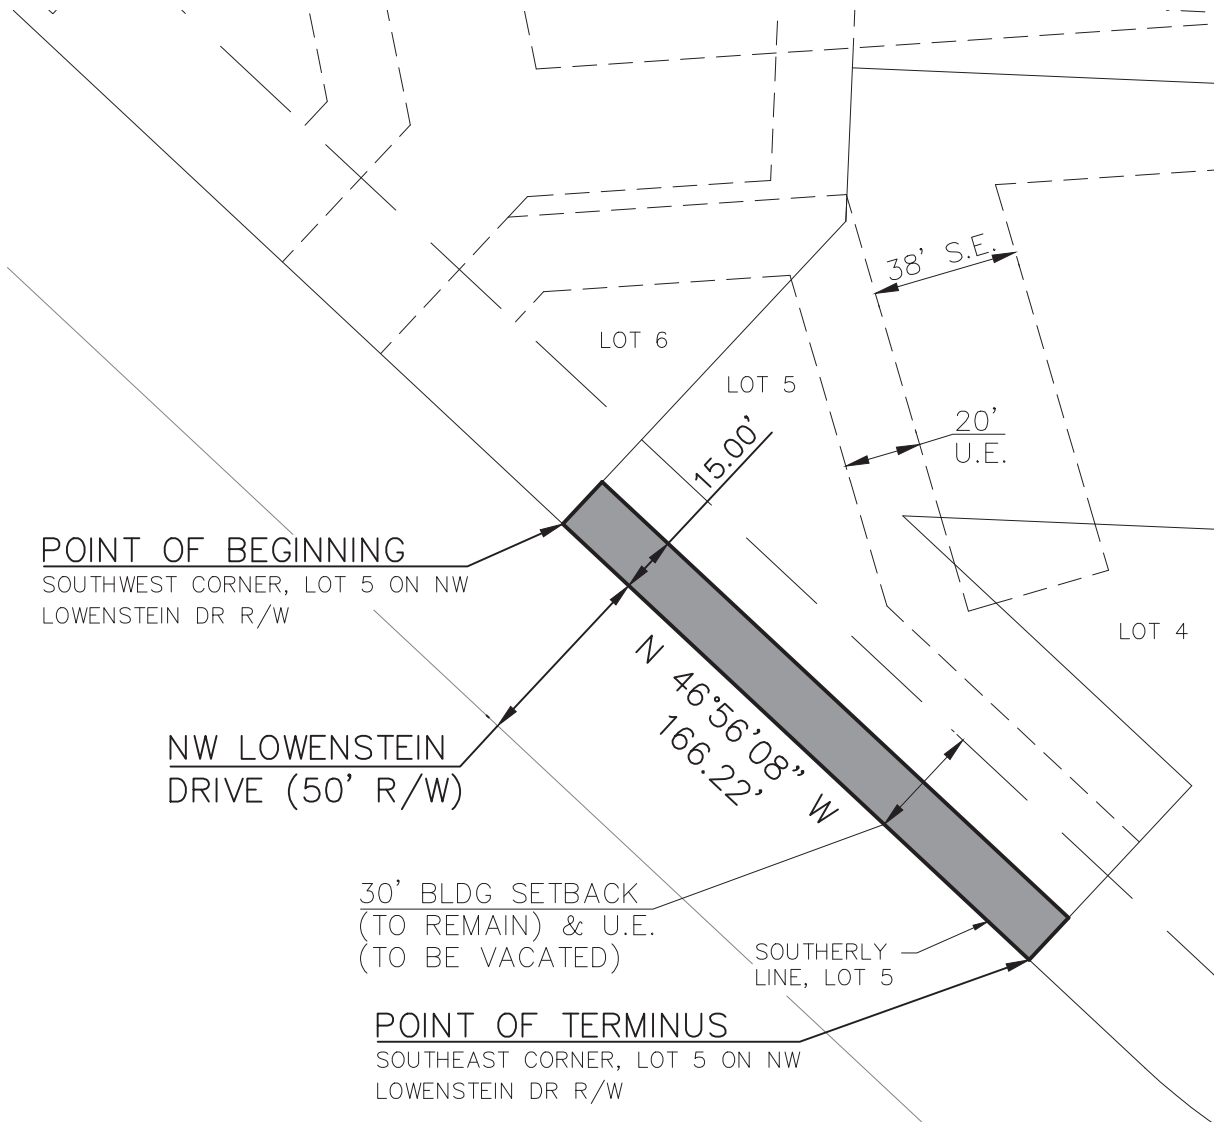 38' S.E.
LOT 6
LOT 5
15.00'
20'
U.E.
POINT OF BEGINNING
SOUTHWEST CORNER, LOT 5 ON NW
LOWENSTEIN DR R/W
LOT 4
N 46°56'08" W
166.22'
NW LOWENSTEIN
DRIVE (50' R/W)
30' BLDG SETBACK
(TO REMAIN) & U.E.
(TO BE VACATED)
SOUTHERLY
LINE, LOT 5
POINT OF TERMINUS
SOUTHEAST CORNER, LOT 5 ON NW
LOWENSTEIN DR R/W